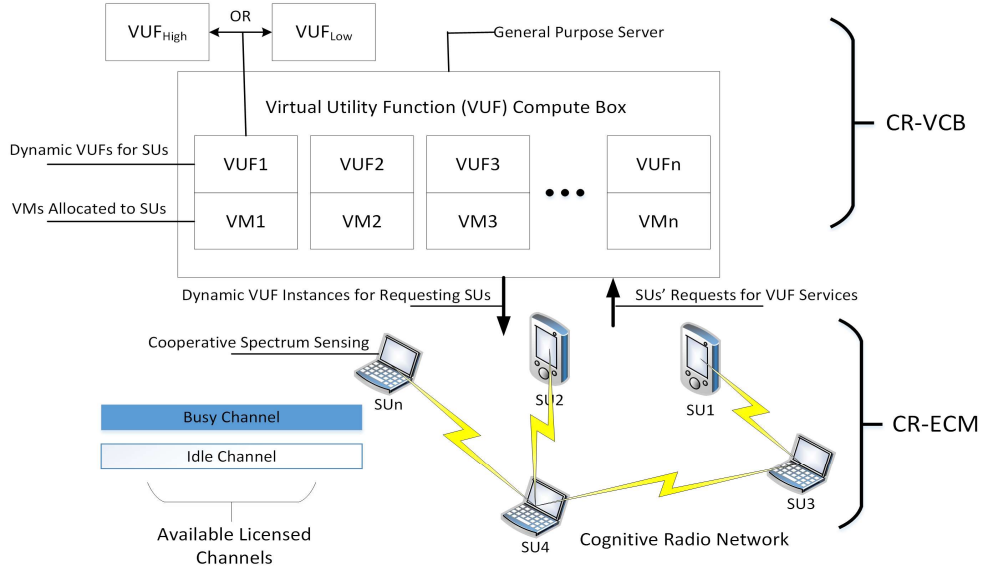 OR
VUFHigh
VUFLow
General Purpose Server
Virtual Utility Function (VUF) Compute Box
CR-VCB
Dynamic VUFs for SUs
VUF1
VUF2
VUF3
VUFn
VMs Allocated to SUs
VM1
VM2
VM3
VMn
Dynamic VUF Instances for Requesting SUs
SUs’ Requests for VUF Services
Cooperative Spectrum Sensing
SUn
SU2
SU1
Busy Channel
CR-ECM
Idle Channel
SU3
Available Licensed
Channels
SU4
Cognitive Radio Network